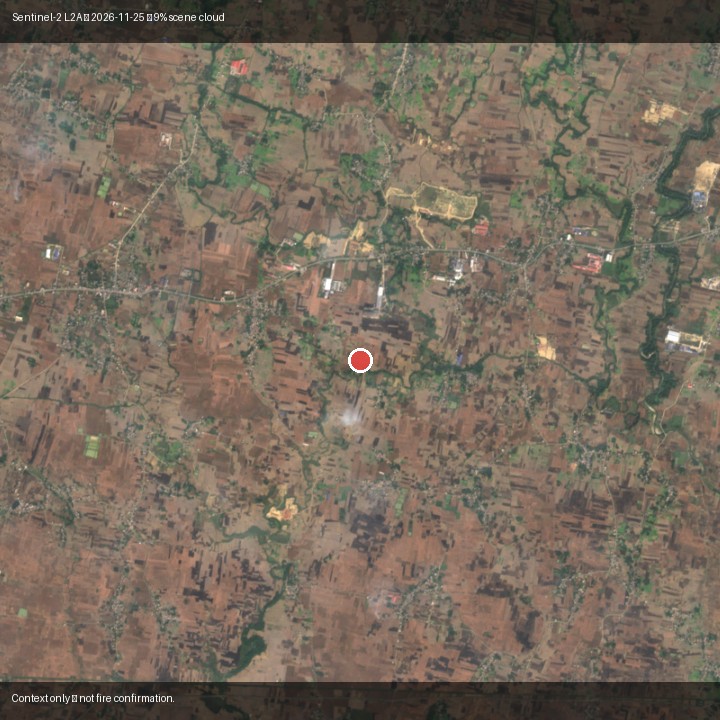 Sentinel-2 L2A▯2026-11-25▯9% scene cloud
Context only▯not fire confirmation.